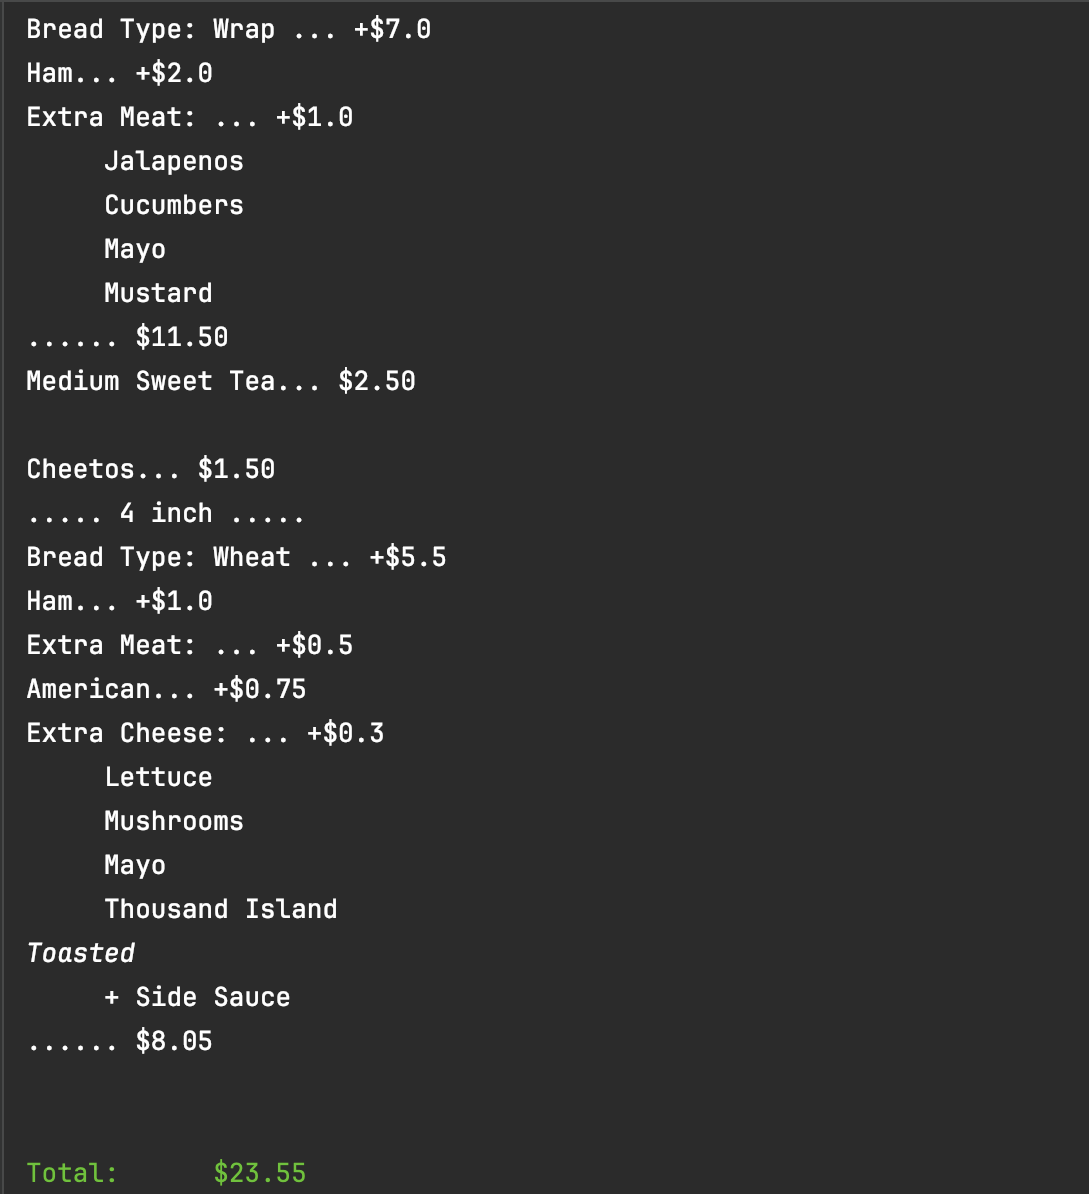 Bread Type: Wrap ... +$7.0
Ham... +$2.0
Extra Meat: ... +$1.0
Jalapenos
Cucumbers
Mayo
Mustard
...... $11.50
Medium Sweet Tea... $2.50
Cheetos... $1.50
..... 4 inch .....
Bread Type: Wheat ... +$5.5
Ham... +$1.0
Extra Meat: ... +$0.5
American... +$0.75
Extra Cheese: ... +$0.3
Lettuce
Mushrooms
Mayo
Thousand Island
Toasted
+ Side Sauce
...... $8.05
Total: $23.55